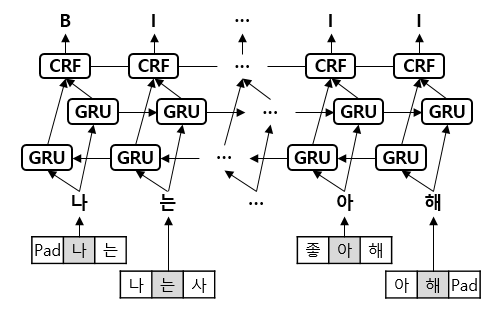 B I ... I I
CRF CRF ... CRF CRF
GRU GRU ... GRU GRU
GRU GRU ... GRU GRU
나 는 ... 아 해
Pad 나 는 좋 아 해
나 는 사 아 해 Pad